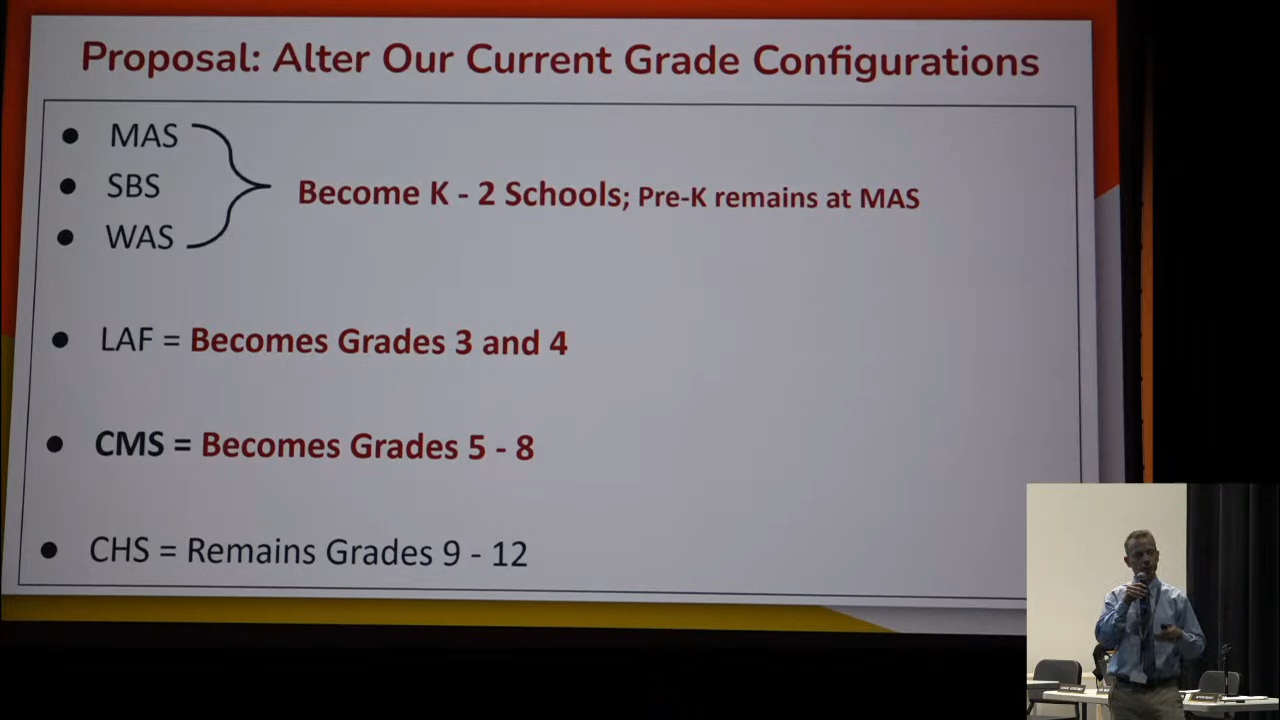 Proposal: Alter Our Current Grade Configurations
● MAS
● SBS
● WAS
Become K - 2 Schools; Pre-K remains at MAS
● LAF = Becomes Grades 3 and 4
● CMS = Becomes Grades 5 - 8
● CHS = Remains Grades 9 - 12